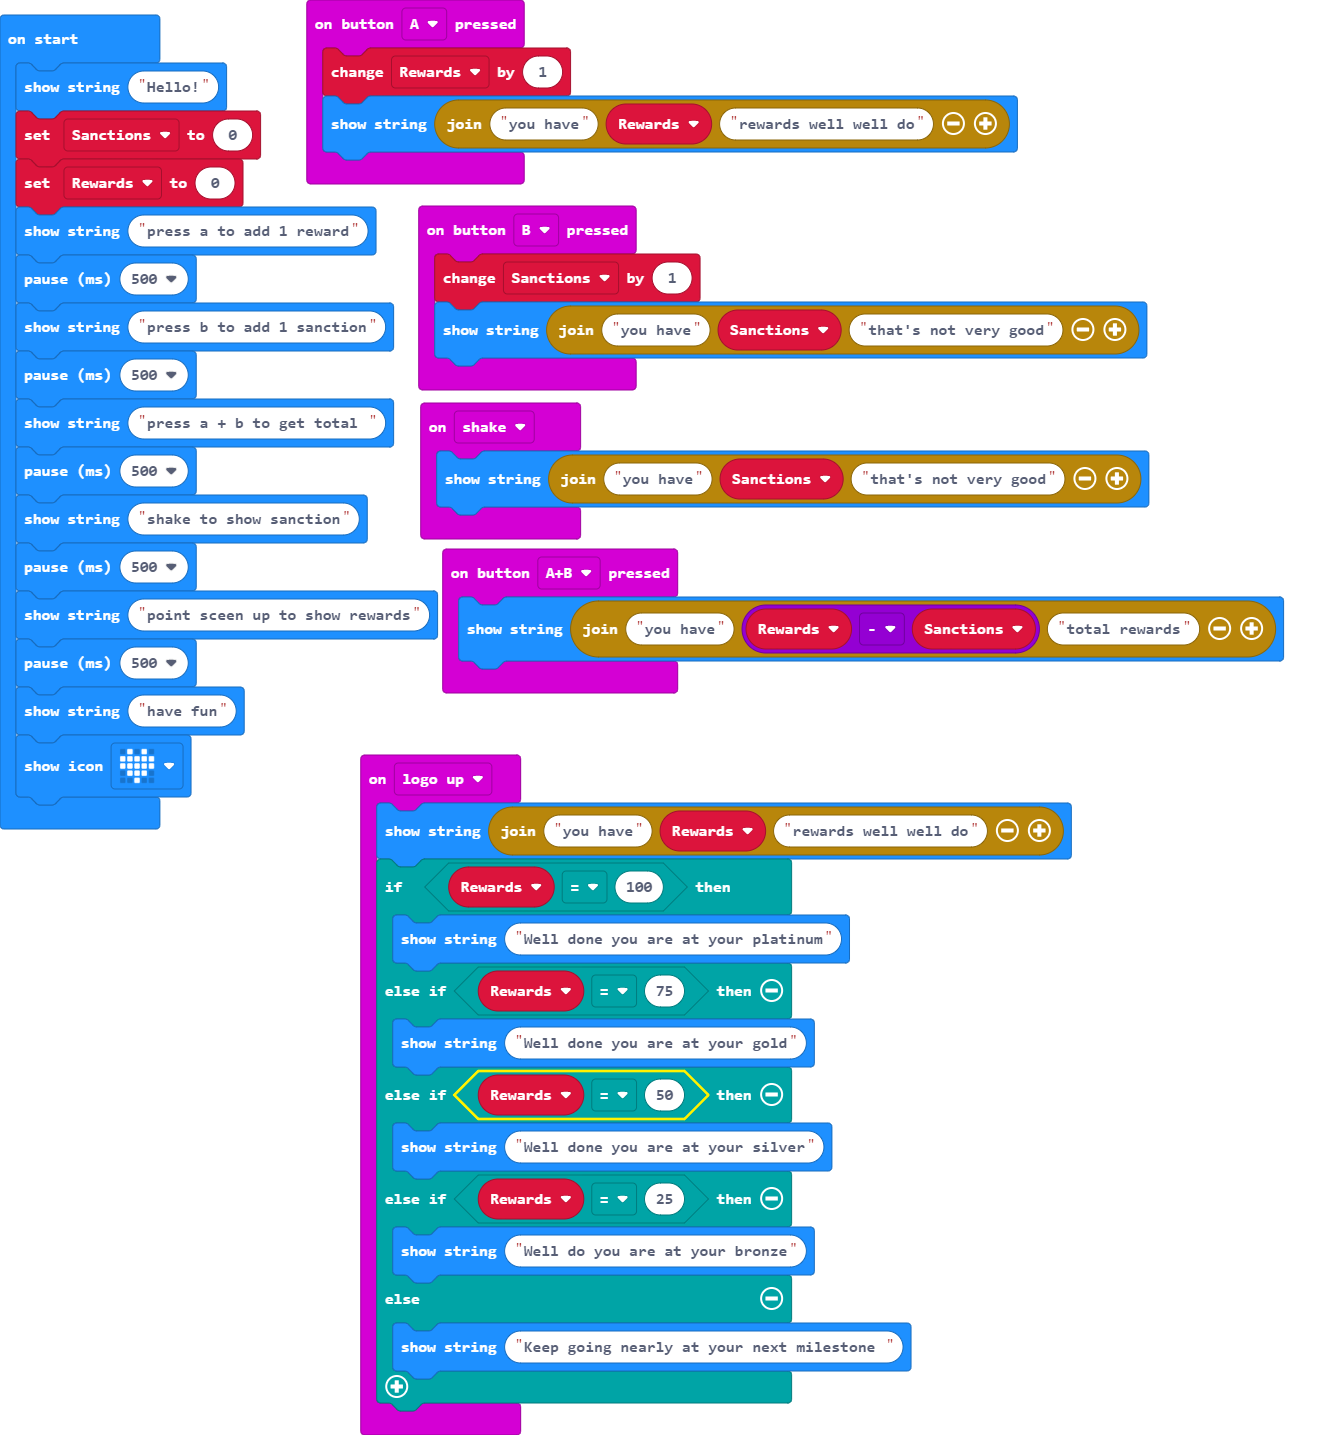 on start
show string "Hello!"
set Sanctions to 0
set Rewards to 0
show string "press a to add 1 reward"
pause (ms) 500
show string "press b to add 1 sanction"
pause (ms) 500
show string "press a + b to get total "
pause (ms) 500
show string "shake to show sanction"
pause (ms) 500
show string "point sceen up to show rewards"
pause (ms) 500
show string "have fun"
show icon
on button A pressed
change Rewards by 1
show string join "you have" Rewards "rewards well well do"
on button B pressed
change Sanctions by 1
show string join "you have" Sanctions "that's not very good"
on shake
show string join "you have" Sanctions "that's not very good"
on button A+B pressed
show string join "you have" Rewards - Sanctions "total rewards"
on logo up
show string join "you have" Rewards "rewards well well do"
if Rewards = 100 then
show string "Well done you are at your platinum"
else if Rewards = 75 then
show string "Well done you are at your gold"
else if Rewards = 50 then
show string "Well done you are at your silver"
else if Rewards = 25 then
show string "Well do you are at your bronze"
else
show string "Keep going nearly at your next milestone "